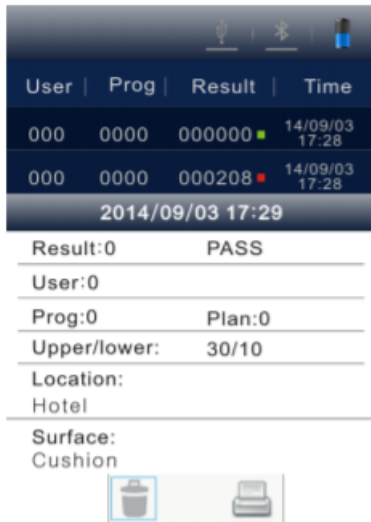 User | Prog | Result | Time
000 0000 000000 14/09/03 17:28
000 0000 000208 14/09/03 17:28
2014/09/03 17:29
Result:0 PASS
User:0
Prog:0 Plan:0
Upper/lower: 30/10
Location:
Hotel
Surface:
Cushion